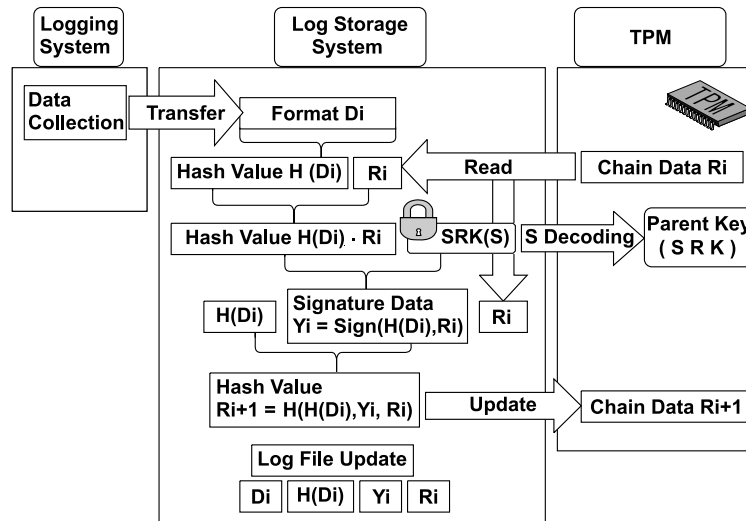 Logging System
Log Storage System
TPM
Data Collection
Transfer
Format Di
TPM
Hash Value H (Di)
Ri
Read
Chain Data Ri
Hash Value H(Di) . Ri
SRK(S)
S Decoding
Parent Key
( S R K )
H(Di)
Signature Data
Yi = Sign(H(Di),Ri)
Ri
Hash Value
Ri+1 = H(H(Di),Yi, Ri)
Update
Chain Data Ri+1
Log File Update
Di
H(Di)
Yi
Ri